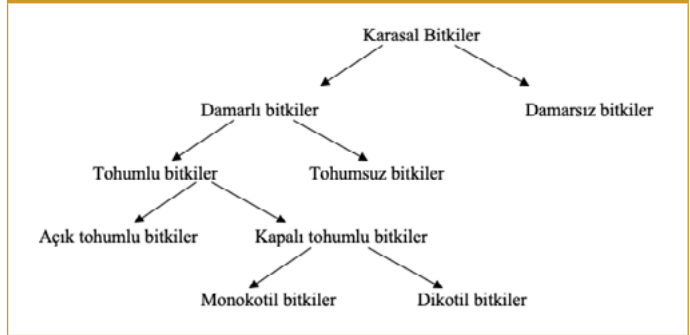 Karasal Bitkiler
Damarlı bitkiler
Damarsız bitkiler
Tohumlu bitkiler
Tohumsuz bitkiler
Açık tohumlu bitkiler
Kapalı tohumlu bitkiler
Monokotil bitkiler
Dikotil bitkiler